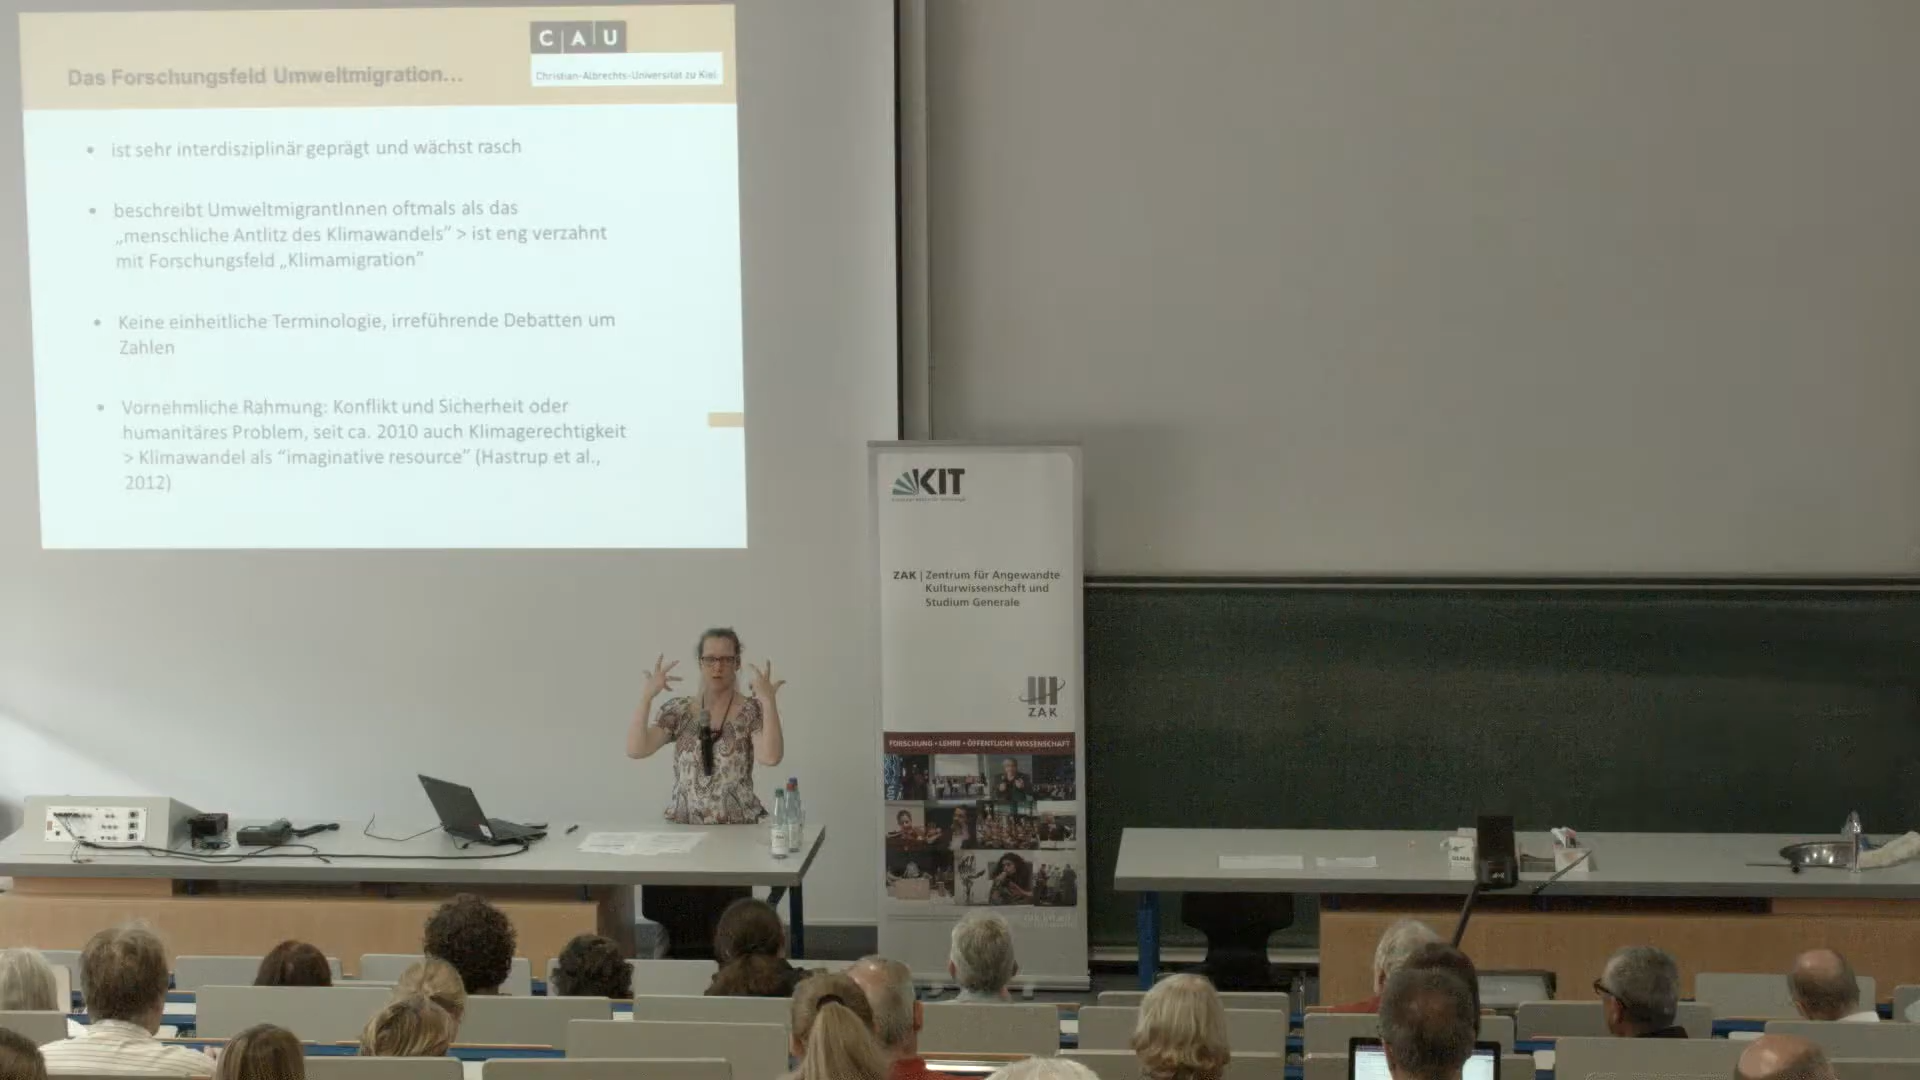 C A U
Christian-Albrechts-Universität zu Kiel
Das Forschungsfeld Umweltmigration…
• ist sehr interdisziplinär geprägt und wächst rasch
• beschreibt UmweltmigrantInnen oftmals als das
„menschliche Antlitz des Klimawandels“ > ist eng verzahnt
mit Forschungsfeld „Klimamigration“
• Keine einheitliche Terminologie, irreführende Debatten um
Zahlen
• Vornehmliche Rahmung: Konflikt und Sicherheit oder
humanitäres Problem, seit ca. 2010 auch Klimagerechtigkeit
> Klimawandel als “imaginative resource” (Hastrup et al.,
2012)
KIT
ZAK | Zentrum für Angewandte
Kulturwissenschaft und
Studium Generale
ZAK
FORSCHUNG • LEHRE • ÖFFENTLICHE WISSENSCHAFT